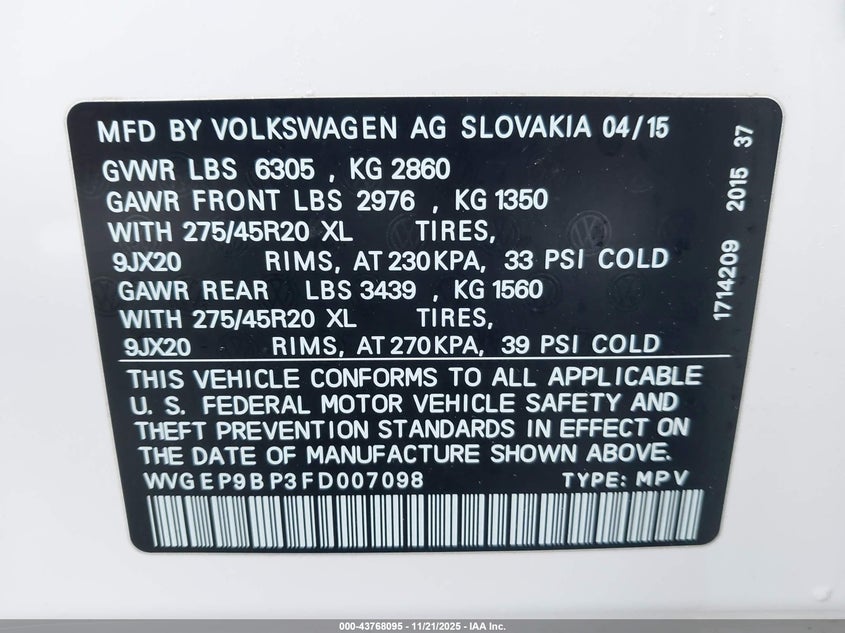 MFD BY VOLKSWAGEN AG SLOVAKIA 04/15
GVWR LBS 6305 , KG 2860
GAWR FRONT LBS 2976 , KG 1350
WITH 275/45R20 XL TIRES,
9JX20 RIMS, AT 230KPA, 33 PSI COLD
GAWR REAR LBS 3439 , KG 1560
WITH 275/45R20 XL TIRES,
9JX20 RIMS, AT 270KPA, 39 PSI COLD
THIS VEHICLE CONFORMS TO ALL APPLICABLE
U. S. FEDERAL MOTOR VEHICLE SAFETY AND
THEFT PREVENTION STANDARDS IN EFFECT ON
THE DATE OF MANUFACTURE SHOWN ABOVE.
WVGEP9BP3FD007098 TYPE: MPV
1714209 2015 37
000-43768095 - 11/21/2025 - IAA Inc.